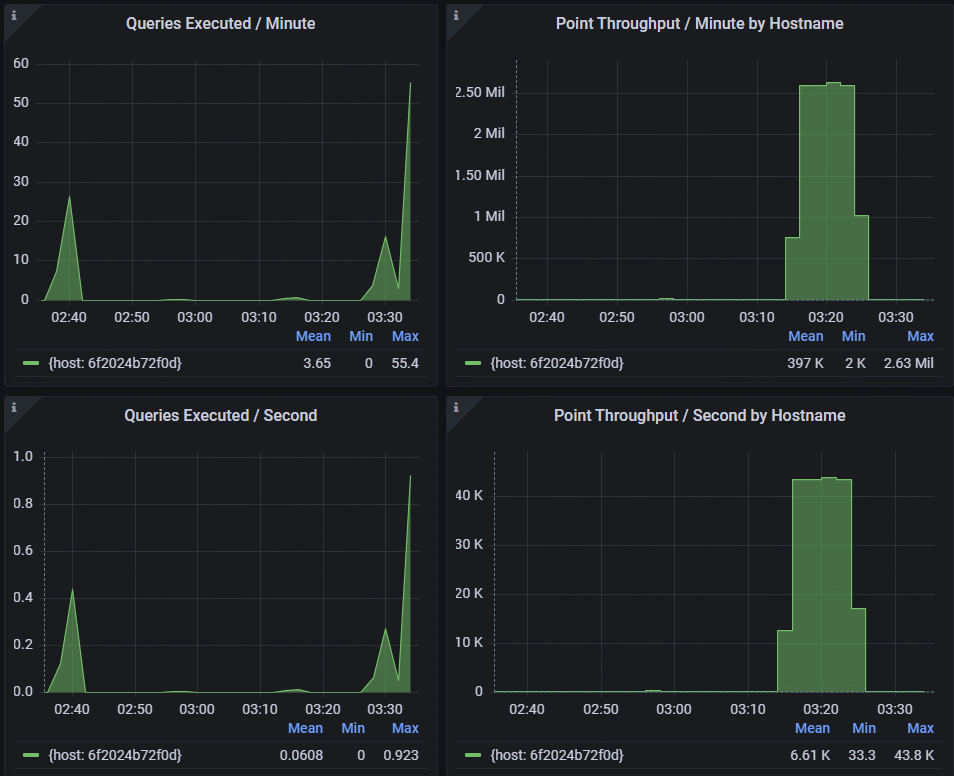 Queries Executed / Minute
60
50
40
30
20
10
0
02:40 02:50 03:00 03:10 03:20 03:30
Mean Min Max
{host: 6f2024b72f0d} 3.65 0 55.4
Point Throughput / Minute by Hostname
2.50 Mil
2 Mil
1.50 Mil
1 Mil
500 K
0
02:40 02:50 03:00 03:10 03:20 03:30
Mean Min Max
{host: 6f2024b72f0d} 397 K 2 K 2.63 Mil
Queries Executed / Second
1.0
0.8
0.6
0.4
0.2
0.0
02:40 02:50 03:00 03:10 03:20 03:30
Mean Min Max
{host: 6f2024b72f0d} 0.0608 0 0.923
Point Throughput / Second by Hostname
40 K
30 K
20 K
10 K
0
02:40 02:50 03:00 03:10 03:20 03:30
Mean Min Max
{host: 6f2024b72f0d} 6.61 K 33.3 43.8 K